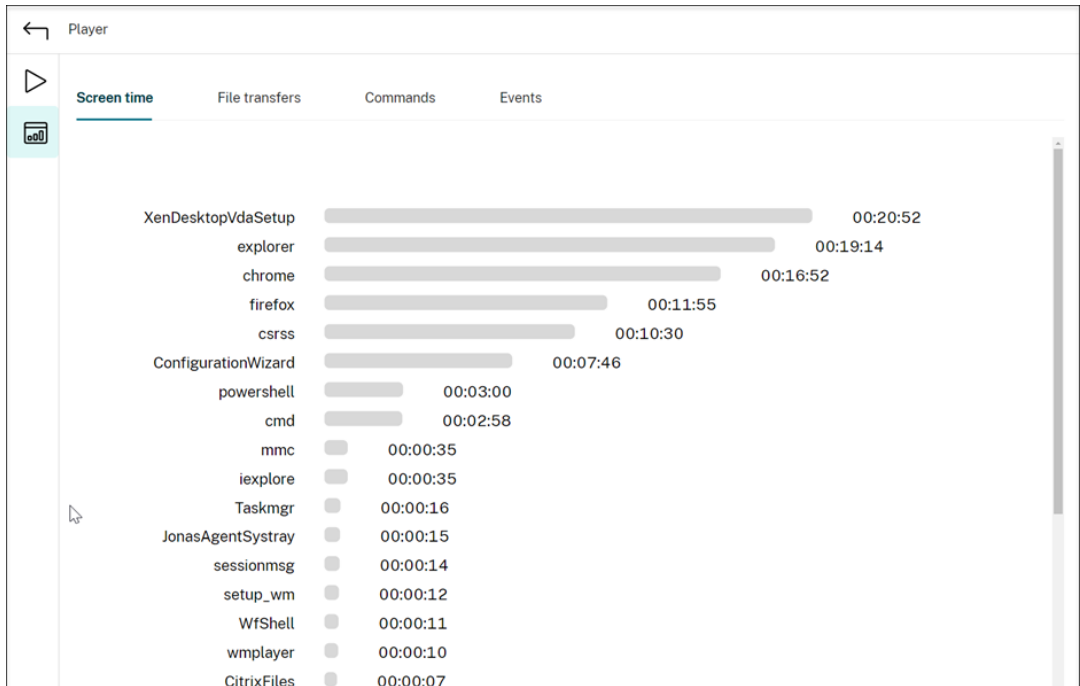 Player
Screen time File transfers Commands Events
XenDesktopVdaSetup 00:20:52
explorer 00:19:14
chrome 00:16:52
firefox 00:11:55
csrss 00:10:30
ConfigurationWizard 00:07:46
powershell 00:03:00
cmd 00:02:58
mmc 00:00:35
iexplore 00:00:35
Taskmgr 00:00:16
JonasAgentSystray 00:00:15
sessionmsg 00:00:14
setup_wm 00:00:12
WfShell 00:00:11
wmplayer 00:00:10
CitrixFiles 00:00:07